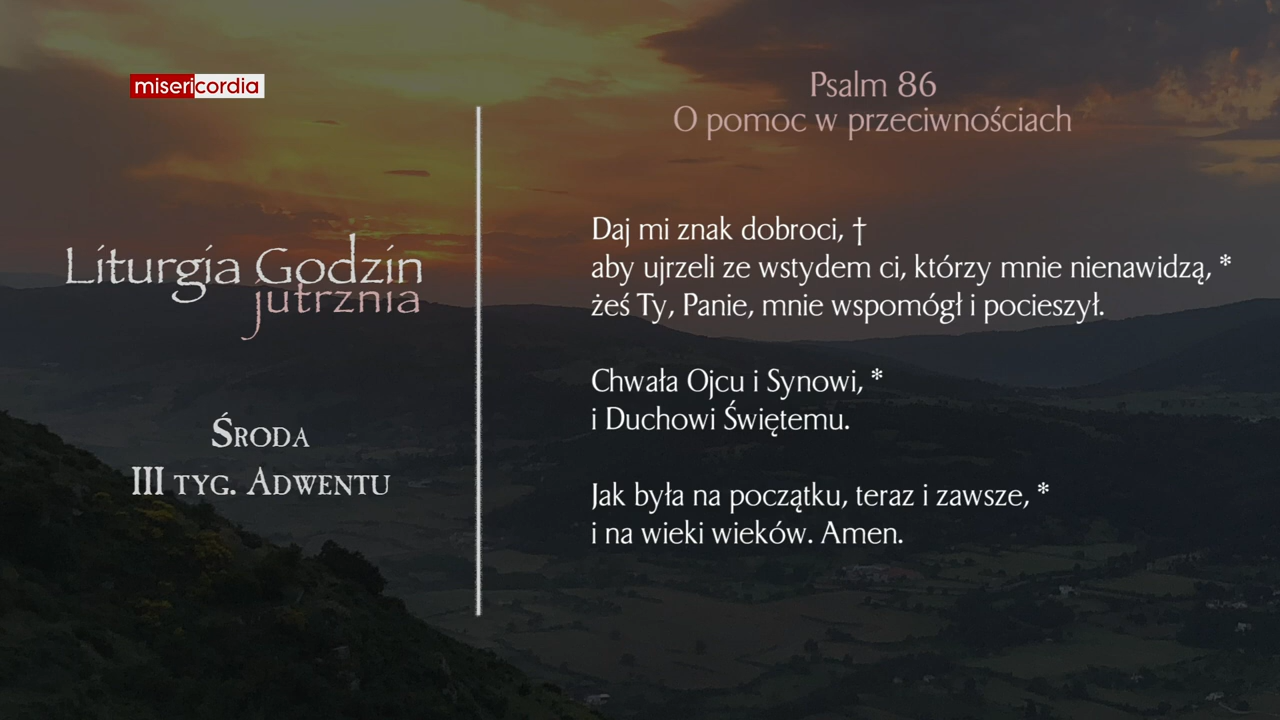 misericordia
Liturgia Godzin
jutrznia
Środa
III tyg. Adwentu
Psalm 86
O pomoc w przeciwnościach
Daj mi znak dobroci, †
aby ujrzeli ze wstydem ci, którzy mnie nienawidzą, *
żeś Ty, Panie, mnie wspomógł i pocieszył.
Chwała Ojcu i Synowi, *
i Duchowi Świętemu.
Jak była na początku, teraz i zawsze, *
i na wieki wieków. Amen.